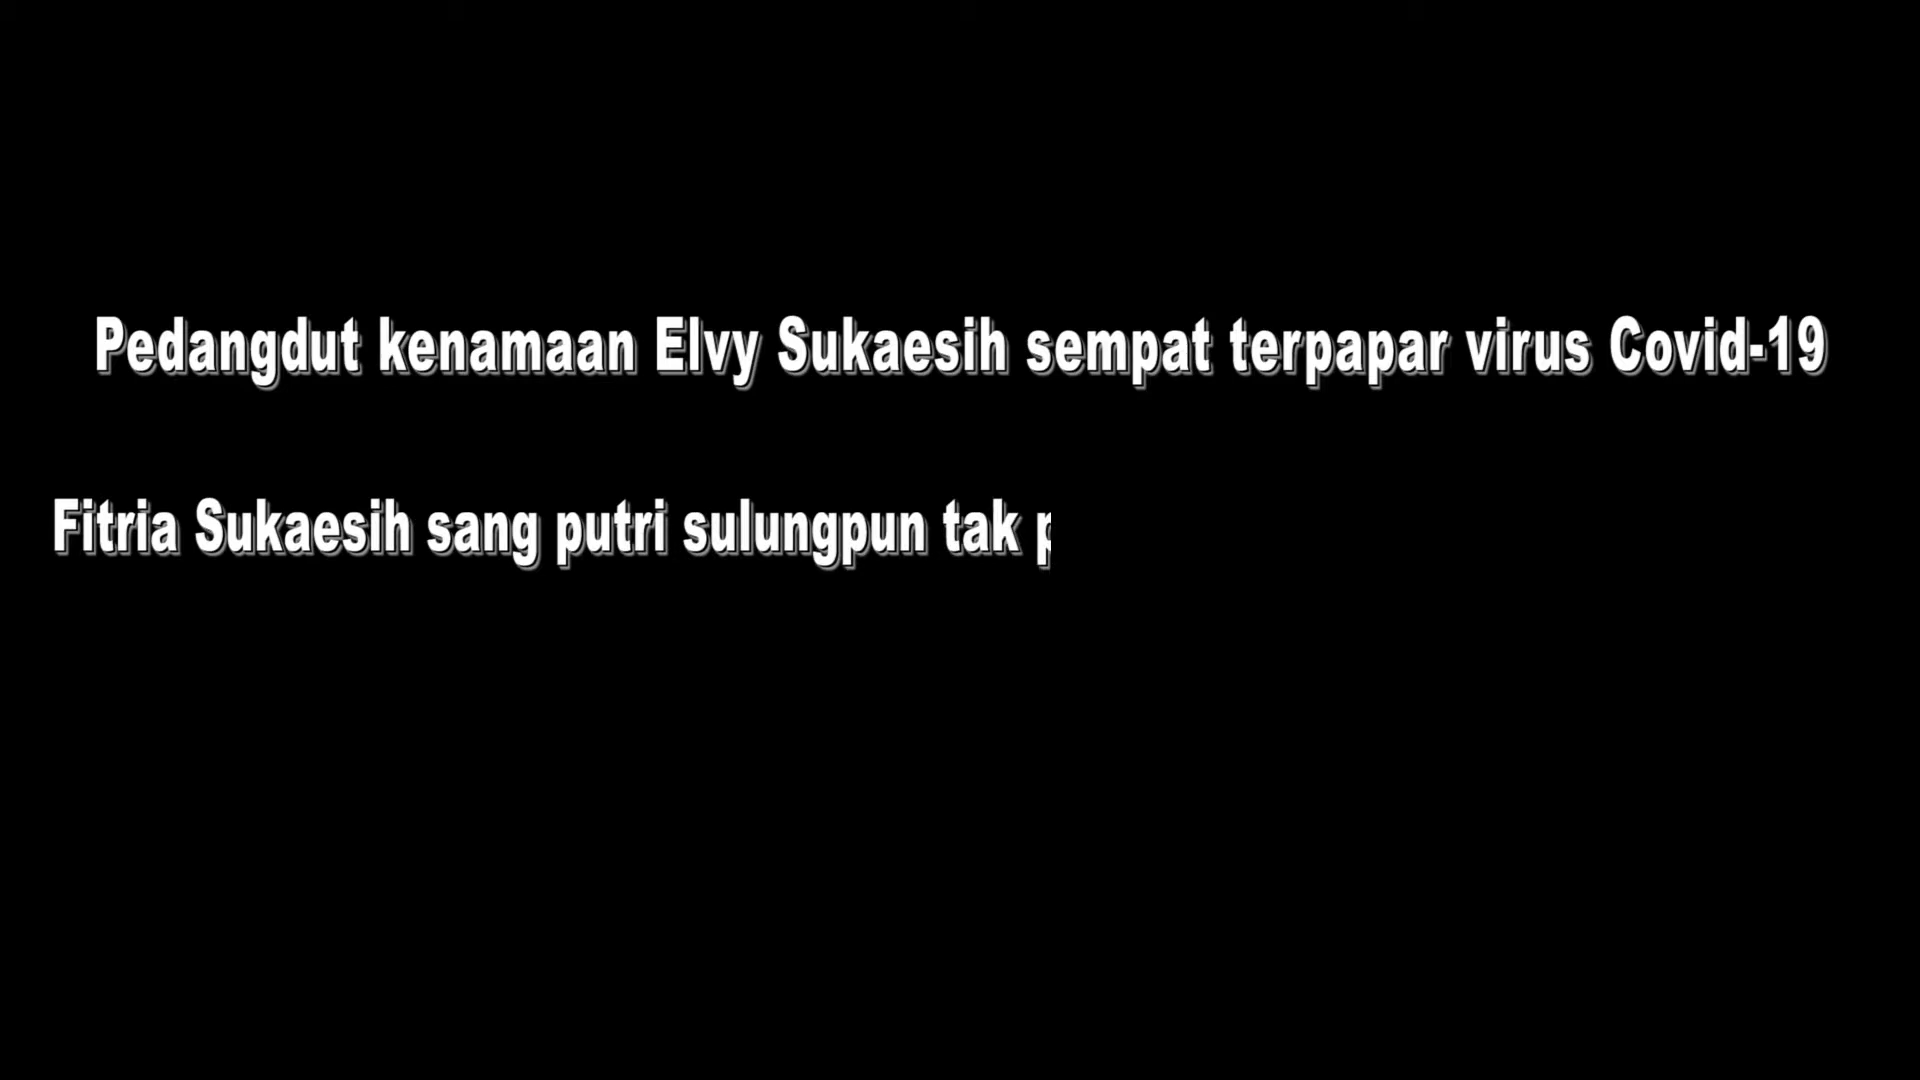 Pedangdut kenamaan Elvy Sukaesih sempat terpapar virus Covid-19
Fitria Sukaesih sang putri sulungpun tak